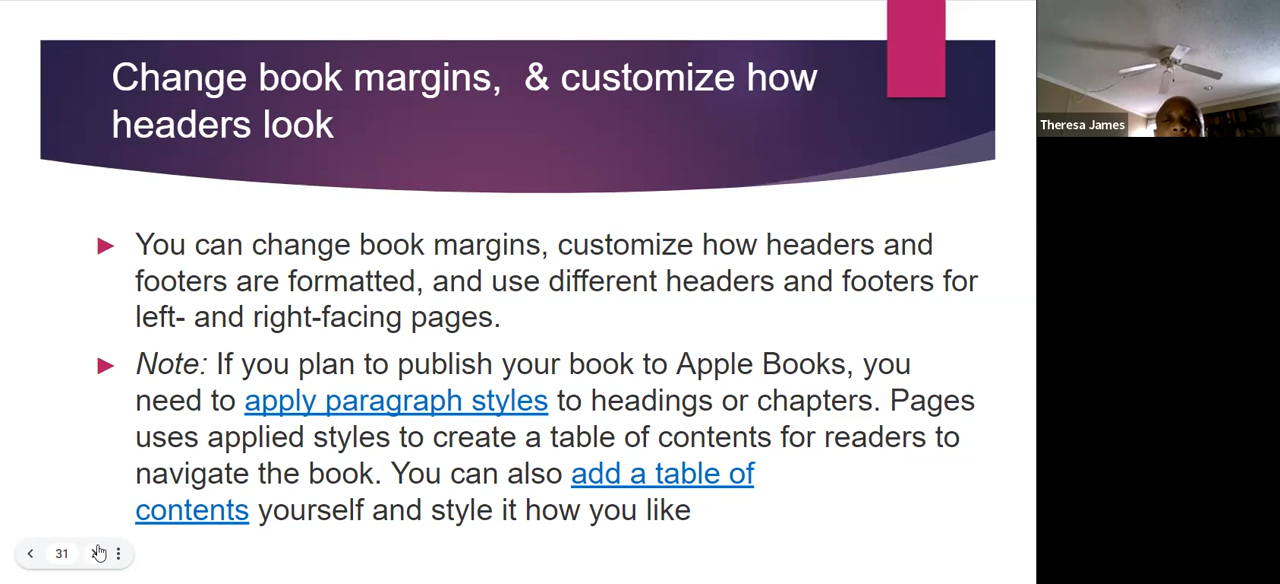 Change book margins,  & customize how
headers look
Theresa James
You can change book margins, customize how headers and
footers are formatted, and use different headers and footers for
left- and right-facing pages.
Note: If you plan to publish your book to Apple Books, you
need to apply paragraph styles to headings or chapters. Pages
uses applied styles to create a table of contents for readers to
navigate the book. You can also add a table of
contents yourself and style it how you like
31